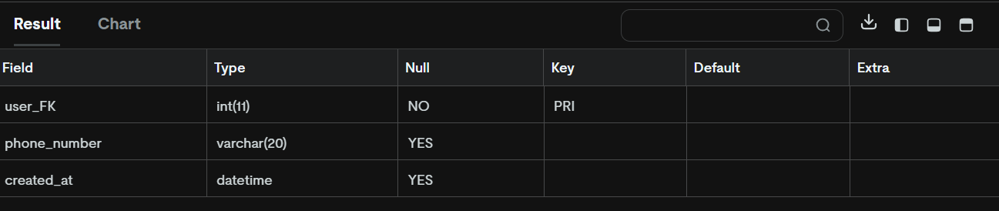 Result Chart
Field Type Null Key Default Extra
user_FK int(11) NO PRI
phone_number varchar(20) YES
created_at datetime YES